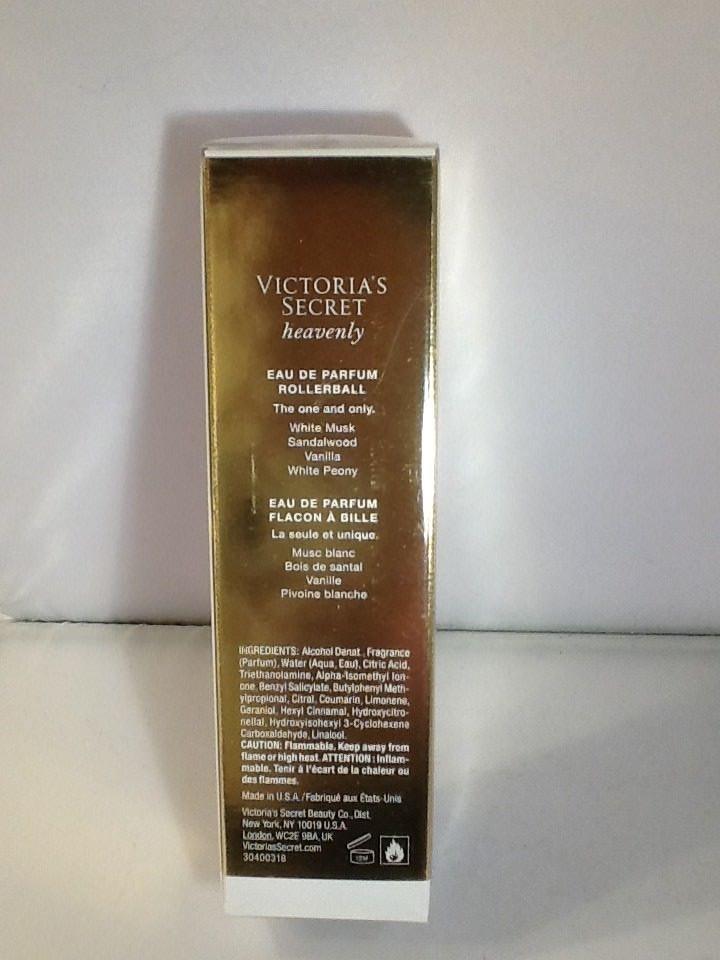 VICTORIA'S
SECRET
heavenly
EAU DE PARFUM
ROLLERBALL
The one and only.
White Musk
Sandalwood
Vanilla
White Peony
EAU DE PARFUM
FLACON À BILLE
La seule et unique.
Musc blanc
Bois de santal
Vanille
Pivoine blanche
INGREDIENTS: Alcohol Denat., Fragrance
(Parfum), Water (Aqua, Eau), Citric Acid,
Triethanolamine, Alpha-Isomethyl Ion-
one, Benzyl Salicylate, Butylphenyl Meth-
ylpropional, Citral, Coumarin, Limonene,
Geraniol, Hexyl Cinnamal, Hydroxycitro-
nellal, Hydroxyisohexyl 3-Cyclohexene
Carboxaldehyde, Linalool.
CAUTION: Flammable. Keep away from
flame or high heat. ATTENTION : Inflam-
mable. Tenir à l'écart de la chaleur ou
des flammes.
Made in U.S.A. / Fabriqué aux États-Unis
Victoria's Secret Beauty Co., Dist.
New York, NY 10019 U.S.A.
London, WC2E 9BA, UK
VictoriasSecret.com
30400318
12M